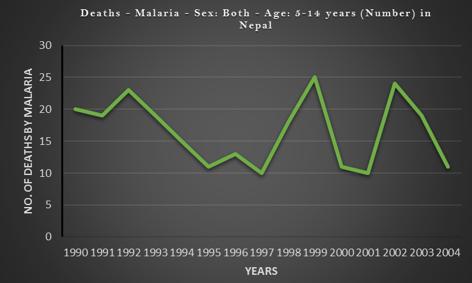 Deaths - Malaria - Sex: Both - Age: 5-14 years (Number) in
Nepal
30
25
20
15
10
5
0
NO. OF DEATHS BY MALARIA
1990 1991 1992 1993 1994 1995 1996 1997 1998 1999 2000 2001 2002 2003 2004
YEARS